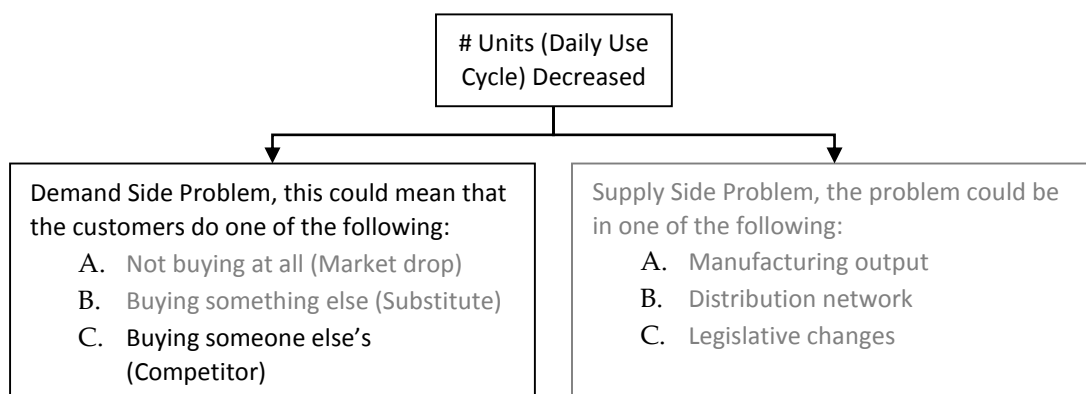 # Units (Daily Use
Cycle) Decreased
Demand Side Problem, this could mean that
the customers do one of the following:
A. Not buying at all (Market drop)
B. Buying something else (Substitute)
C. Buying someone else's
(Competitor)
Supply Side Problem, the problem could be
in one of the following:
A. Manufacturing output
B. Distribution network
C. Legislative changes